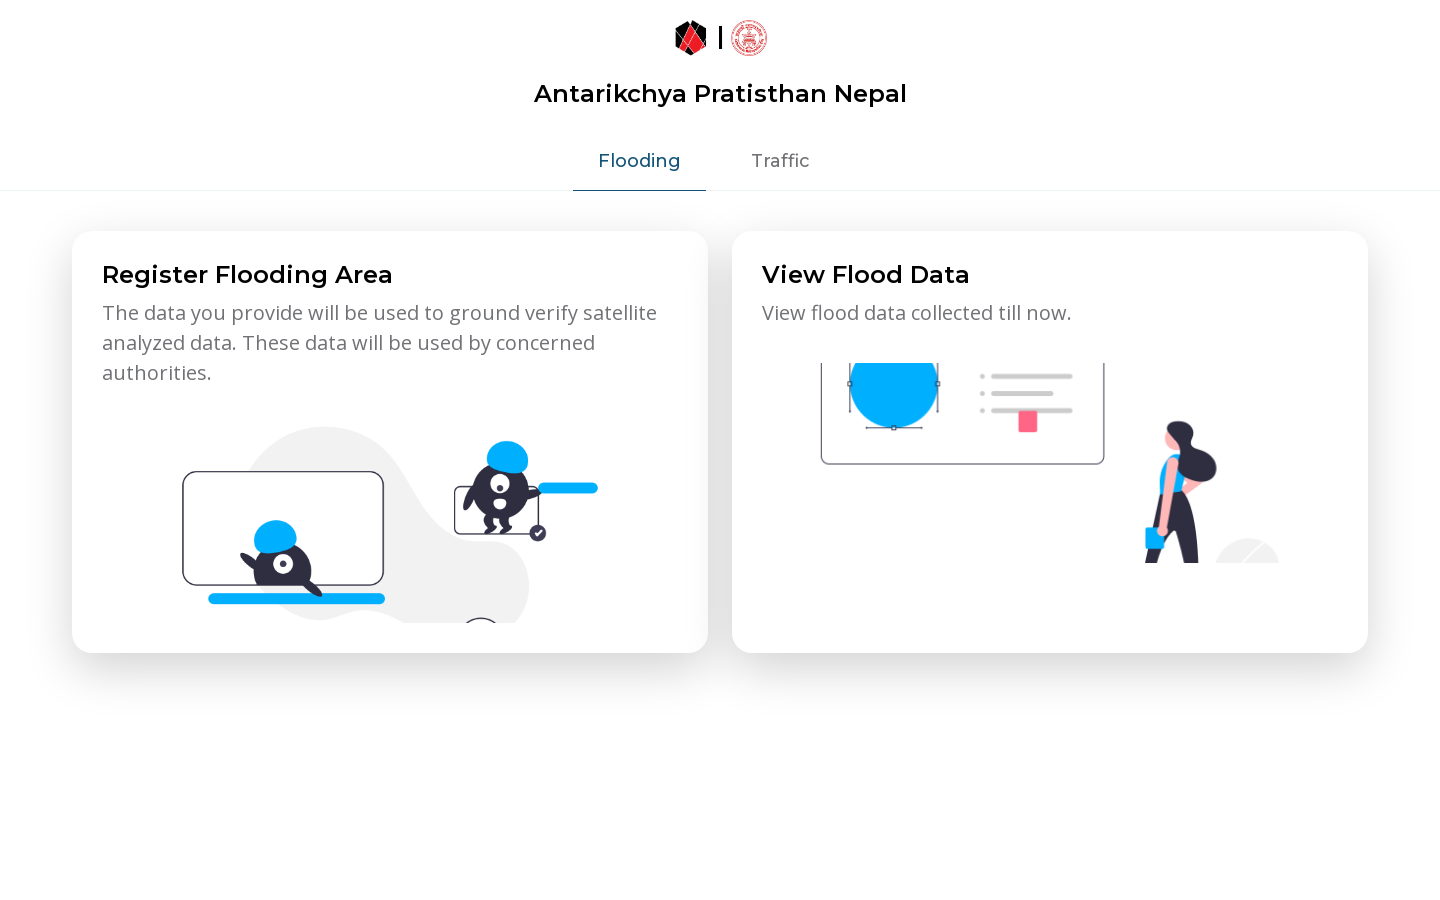 Antarikchya Pratisthan Nepal
Flooding
Traffic
Register Flooding Area
The data you provide will be used to ground verify satellite
analyzed data. These data will be used by concerned
authorities.
View Flood Data
View flood data collected till now.